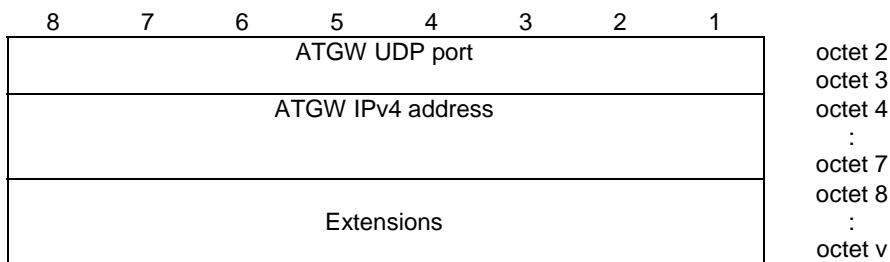 8 7 6 5 4 3 2 1
ATGW UDP port octet 2
octet 3
ATGW IPv4 address octet 4
:
octet 7
octet 8
Extensions :
octet v